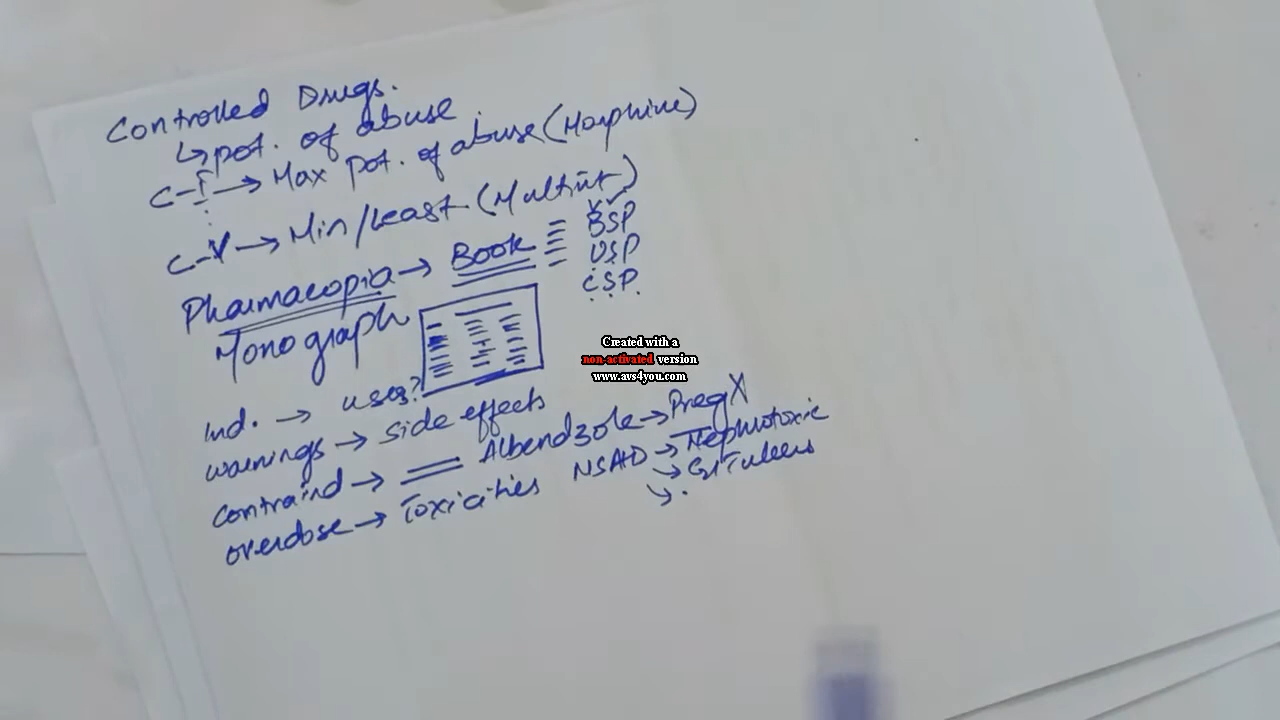 Controlled Drugs.
↳ pot. of abuse
C-I → Max pot. of abuse (Morphine)
C-V → Min/Least (Multivit)
Pharmacopia → Book
BSP
USP
CSP
Monograph
Created with a
non-activated version
www.avs4you.com
Ind. → uses?
warnings → side effects
contraind → Albendzole → Preg X
overdose → Toxicities NSAID → Nephrotoxic
→ GI Tulcers